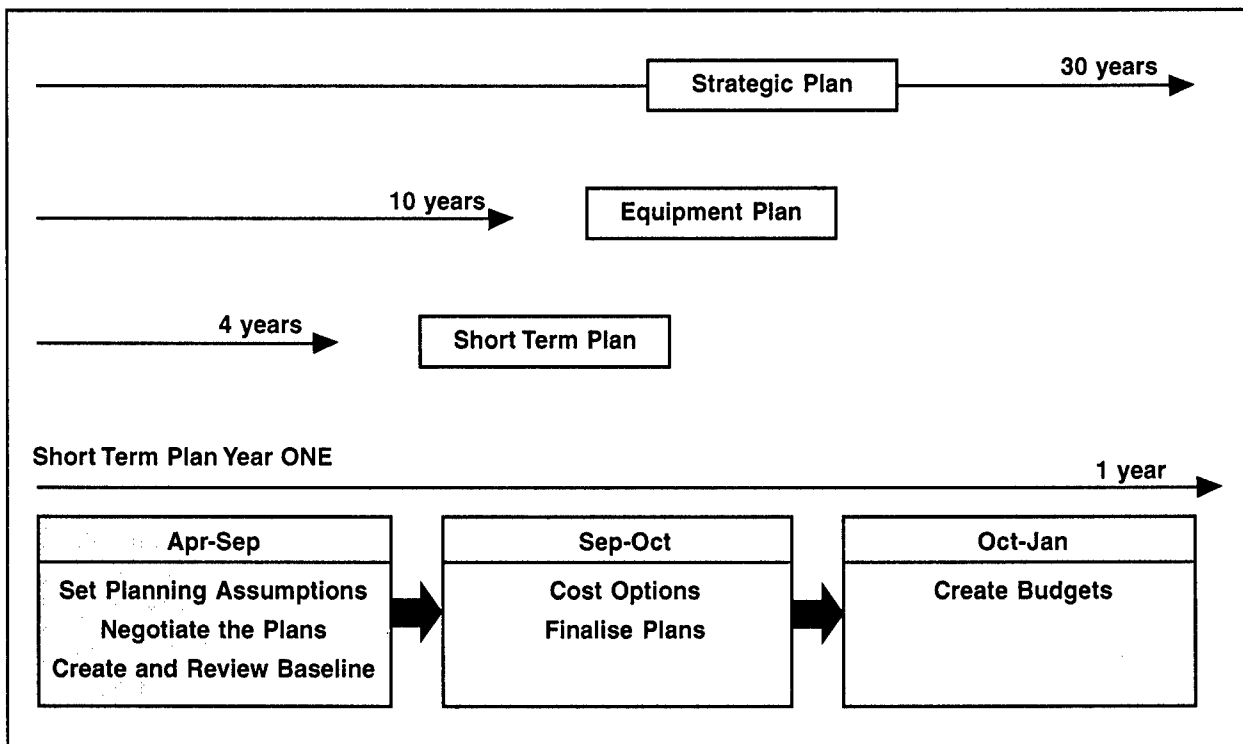 Strategic Plan
30 years
10 years
Equipment Plan
4 years
Short Term Plan
Short Term Plan Year ONE
1 year
Apr-Sep
Set Planning Assumptions
Negotiate the Plans
Create and Review Baseline
Sep-Oct
Cost Options
Finalise Plans
Oct-Jan
Create Budgets